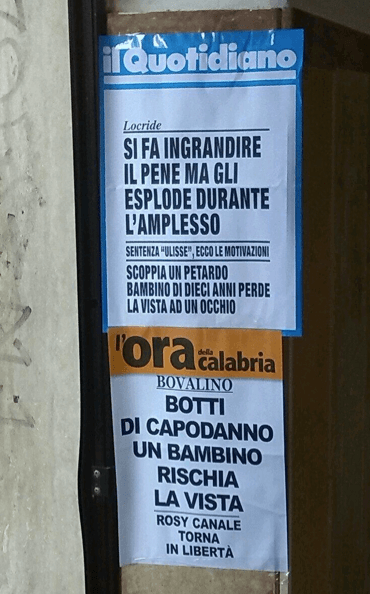 il Quotidiano
Locride
SI FA INGRANDIRE
IL PENE MA GLI
ESPLODE DURANTE
L'AMPLESSO
SENTENZA "ULISSE", ECCO LE MOTIVAZIONI
SCOPPIA UN PETARDO
BAMBINO DI DIECI ANNI PERDE
LA VISTA AD UN OCCHIO
l'ora della calabria
BOVALINO
BOTTI
DI CAPODANNO
UN BAMBINO
RISCHIA
LA VISTA
ROSY CANALE
TORNA
IN LIBERTÀ